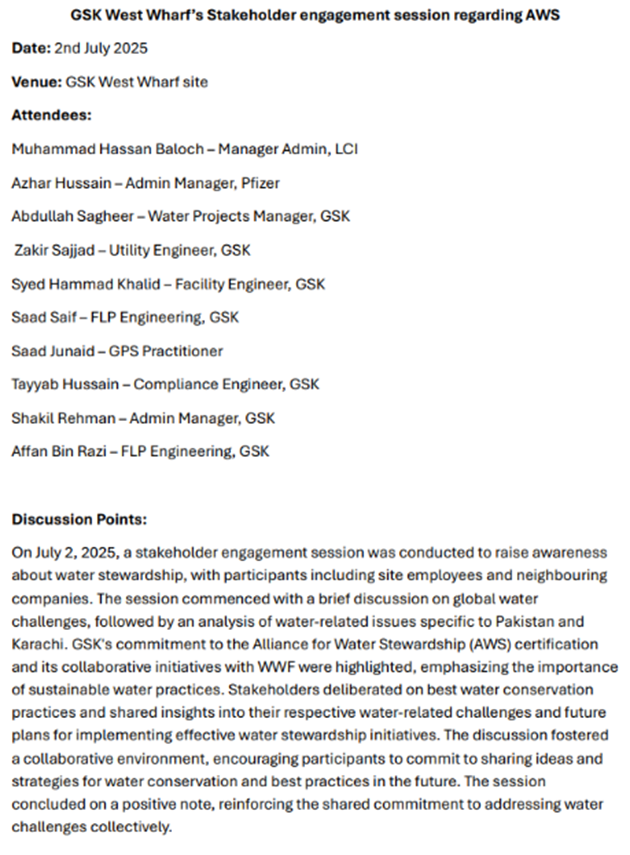 GSK West Wharf's Stakeholder engagement session regarding AWS
Date: 2nd July 2025
Venue: GSK West Wharf site
Attendees:
Muhammad Hassan Baloch – Manager Admin, LCI
Azhar Hussain – Admin Manager, Pfizer
Abdullah Sagheer – Water Projects Manager, GSK
Zakir Sajjad – Utility Engineer, GSK
Syed Hammad Khalid – Facility Engineer, GSK
Saad Saif – FLP Engineering, GSK
Saad Junaid – GPS Practitioner
Tayyab Hussain – Compliance Engineer, GSK
Shakil Rehman – Admin Manager, GSK
Affan Bin Razi – FLP Engineering, GSK
Discussion Points:
On July 2, 2025, a stakeholder engagement session was conducted to raise awareness
about water stewardship, with participants including site employees and neighbouring
companies. The session commenced with a brief discussion on global water
challenges, followed by an analysis of water-related issues specific to Pakistan and
Karachi. GSK's commitment to the Alliance for Water Stewardship (AWS) certification
and its collaborative initiatives with WWF were highlighted, emphasizing the importance
of sustainable water practices. Stakeholders deliberated on best water conservation
practices and shared insights into their respective water-related challenges and future
plans for implementing effective water stewardship initiatives. The discussion fostered
a collaborative environment, encouraging participants to commit to sharing ideas and
strategies for water conservation and best practices in the future. The session
concluded on a positive note, reinforcing the shared commitment to addressing water
challenges collectively.